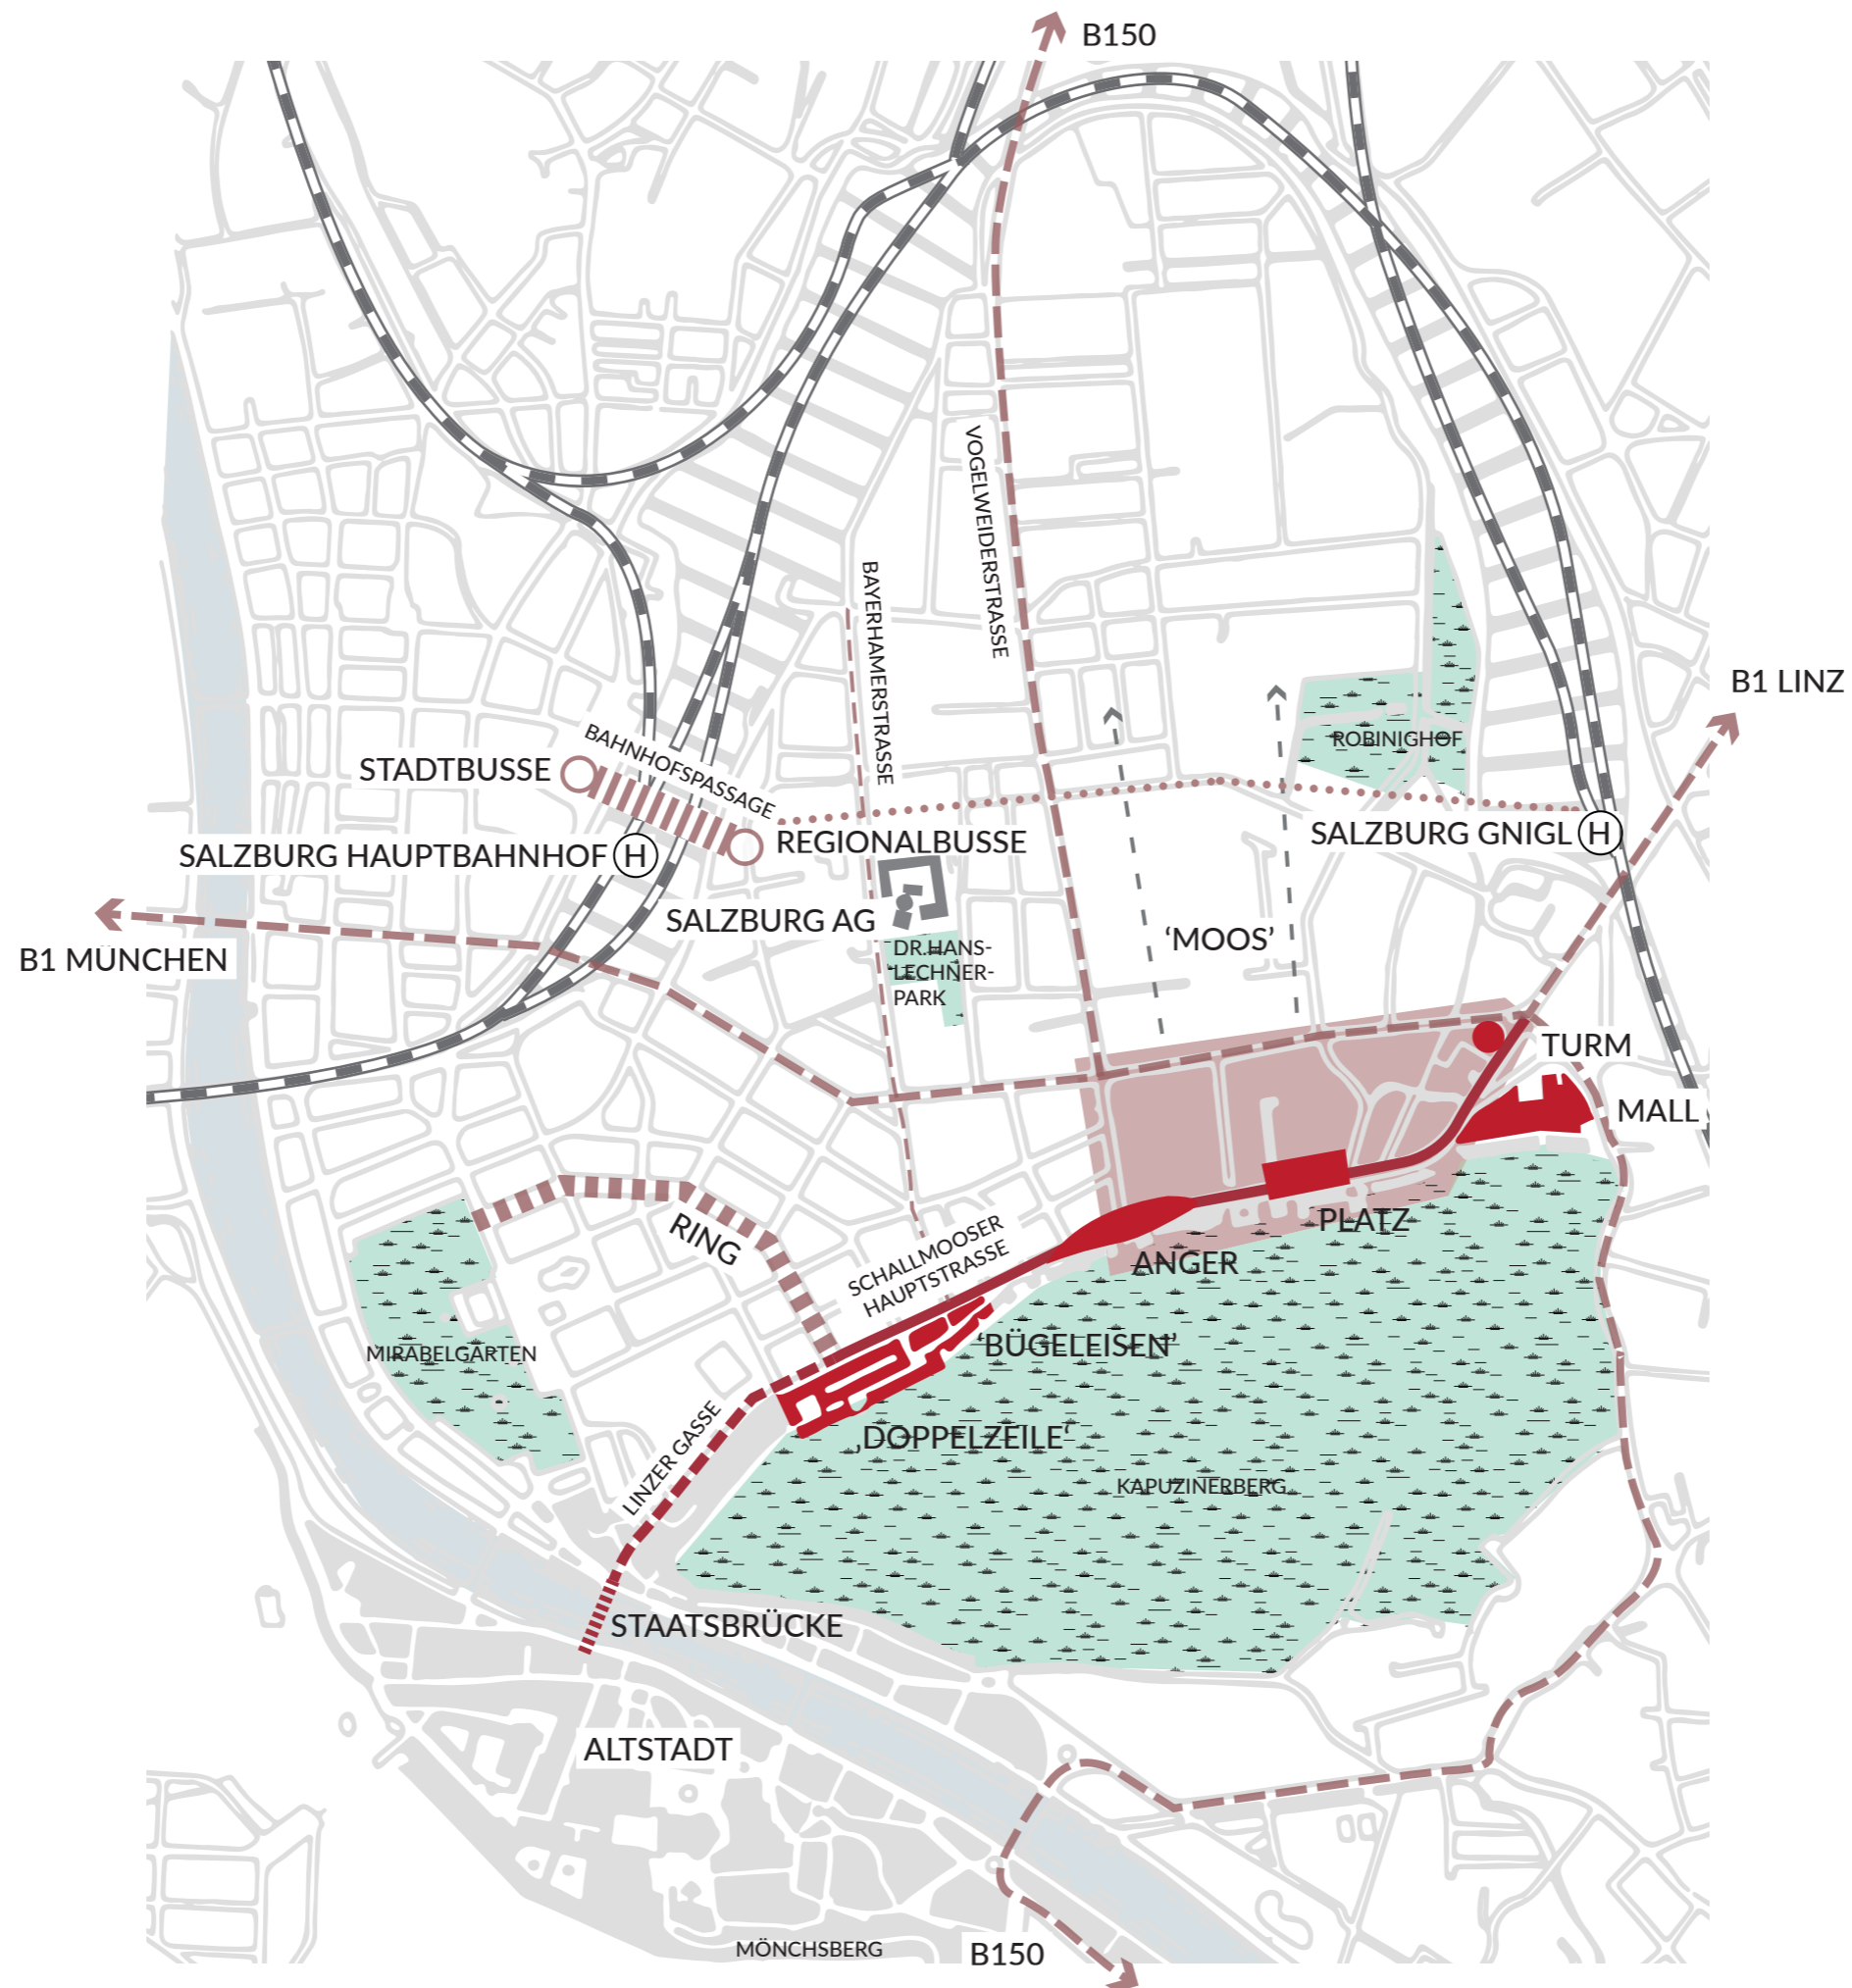 B150
VOGELWEIDERSTRASSE
BAYERHAMERSTRASSE
B1 LINZ
BAHNHOFSPASSAGE
ROBINIGHOF
STADTBUSSE
REGIONALBUSSE
SALZBURG GNIGL H
SALZBURG HAUPTBAHNHOF H
SALZBURG AG
‘MOOS’
B1 MÜNCHEN
DR.HANS-
LECHNER-
PARK
TURM
MALL
RING
SCHALLMOOSER
HAUPTSTRASSE
PLATZ
ANGER
MIRABELGÄRTEN
‘BÜGELEISEN’
LINZER GASSE
‚DOPPELZEILE‘
KAPUZINERBERG
STAATSBRÜCKE
ALTSTADT
MÖNCHSBERG
B150